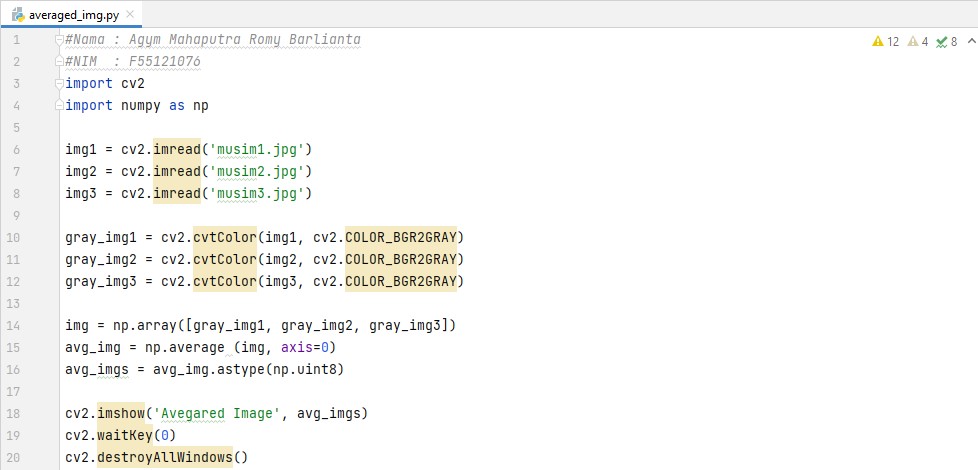 averaged_img.py
12 4 8
1 #Nama : Agym Mahaputra Romy Barlianta
2 #NIM  : F55121076
3 import cv2
4 import numpy as np
5
6 img1 = cv2.imread('musim1.jpg')
7 img2 = cv2.imread('musim2.jpg')
8 img3 = cv2.imread('musim3.jpg')
9
10 gray_img1 = cv2.cvtColor(img1, cv2.COLOR_BGR2GRAY)
11 gray_img2 = cv2.cvtColor(img2, cv2.COLOR_BGR2GRAY)
12 gray_img3 = cv2.cvtColor(img3, cv2.COLOR_BGR2GRAY)
13
14 img = np.array([gray_img1, gray_img2, gray_img3])
15 avg_img = np.average (img, axis=0)
16 avg_imgs = avg_img.astype(np.uint8)
17
18 cv2.imshow('Avegared Image', avg_imgs)
19 cv2.waitKey(0)
20 cv2.destroyAllWindows()